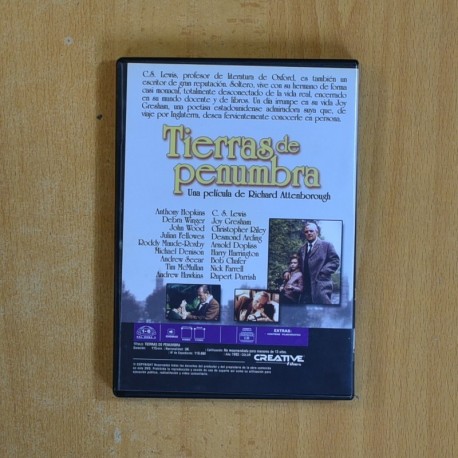 C.S. Lewis, profesor de literatura de Oxford, es también un
escritor de gran reputación. Soltero, vive con su hermano de forma
casi monacal, totalmente desconectado de la vida real, encerrado
en su mundo docente y de libros. Un día irrumpe en su vida Joy
Gresham, una poetisa estadounidense admiradora suya que, de
viaje por Inglaterra, desea fervientemente conocerle en persona.
Tierras de
penumbra
Una película de Richard Attenborough
Anthony Hopkins C. S. Lewis
Debra Winger Joy Gresham
John Wood Christopher Riley
Julian Fellowes Desmond Arding
Roddy Maude-Roxby Arnold Dopliss
Michael Denison Harry Harrington
Andrew Seear Bob Chafer
Tim McMullan Nick Farrell
Andrew Hawkins Rupert Parrish
EXTRAS:
TIERRAS DE PENUMBRA
CREATIVE
films